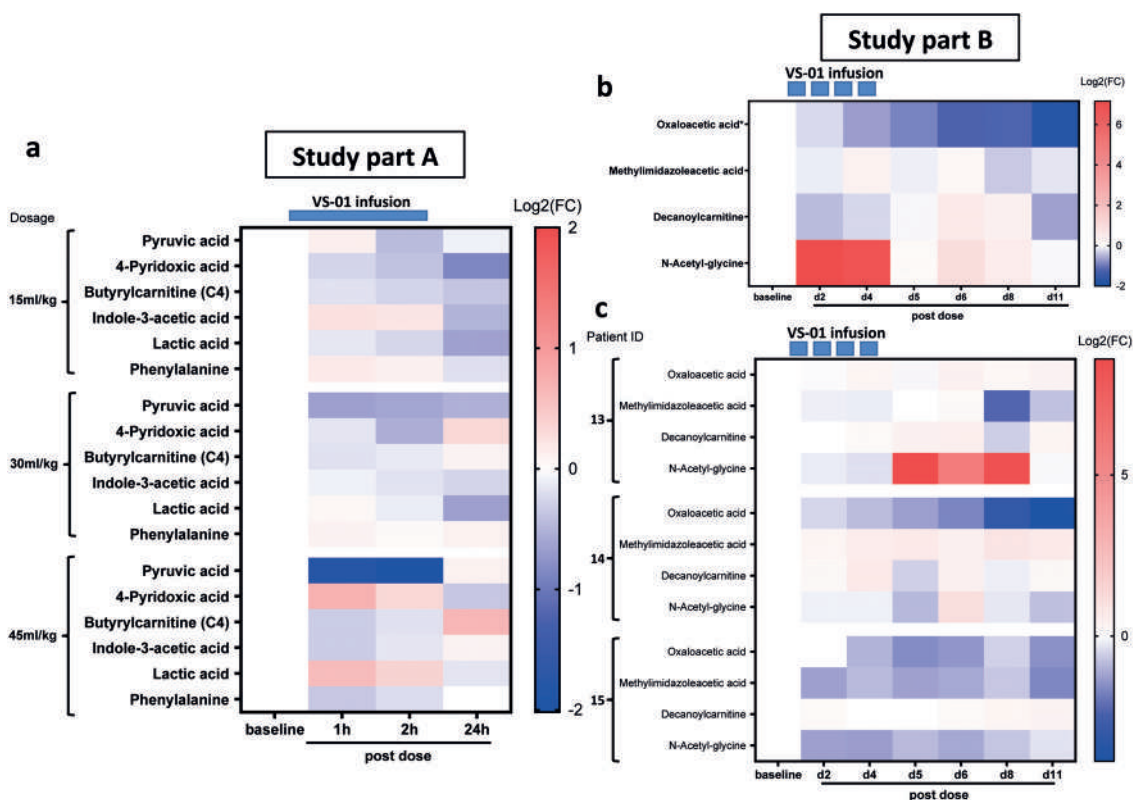 a
Study part A
VS-01 infusion
Dosage
Log2(FC)
15ml/kg
Pyruvic acid
4-Pyridoxic acid
Butyrylcarnitine (C4)
Indole-3-acetic acid
Lactic acid
Phenylalanine
30ml/kg
Pyruvic acid
4-Pyridoxic acid
Butyrylcarnitine (C4)
Indole-3-acetic acid
Lactic acid
Phenylalanine
45ml/kg
Pyruvic acid
4-Pyridoxic acid
Butyrylcarnitine (C4)
Indole-3-acetic acid
Lactic acid
Phenylalanine
baseline 1h 2h 24h
post dose
2
1
0
-1
-2
Study part B
b
VS-01 infusion
Log2(FC)
Oxaloacetic acid*
Methylimidazoleacetic acid
Decanoylcarnitine
N-Acetyl-glycine
baseline d2 d4 d5 d6 d8 d11
post dose
6
4
2
0
-2
c
VS-01 infusion
Patient ID
Log2(FC)
13
Oxaloacetic acid
Methylimidazoleacetic acid
Decanoylcarnitine
N-Acetyl-glycine
14
Oxaloacetic acid
Methylimidazoleacetic acid
Decanoylcarnitine
N-Acetyl-glycine
15
Oxaloacetic acid
Methylimidazoleacetic acid
Decanoylcarnitine
N-Acetyl-glycine
baseline d2 d4 d5 d6 d8 d11
post dose
5
0